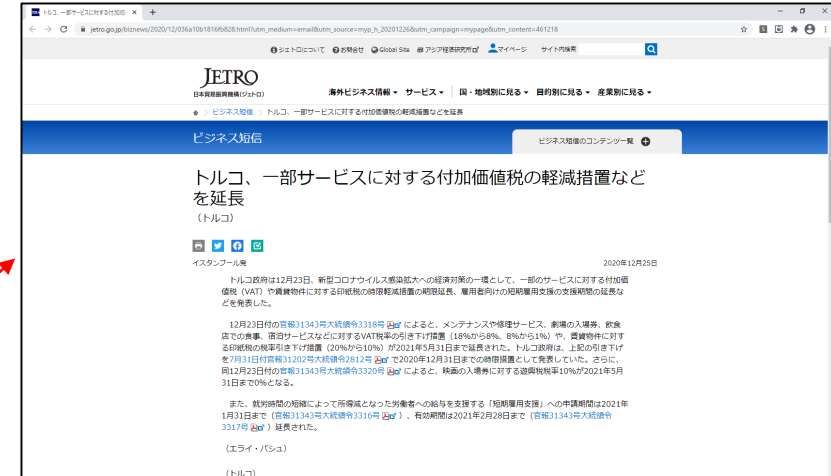 トルコ、一部サービスに対する付加価値税の軽減措置などを延長
jetro.go.jp/biznews/2020/12/036a10b1816fb828.html?utm_medium=email&utm_source=myp_h_20201226&utm_campaign=mypage&utm_content=461218
ジェトロについて お問合せ Global Site アジア経済研究所 マイページ サイト内検索
JETRO
日本貿易振興機構(ジェトロ)
海外ビジネス情報 サービス 国・地域別に見る 目的別に見る 産業別に見る
ビジネス短信 > トルコ、一部サービスに対する付加価値税の軽減措置などを延長
ビジネス短信
ビジネス短信のコンテンツ一覧
トルコ、一部サービスに対する付加価値税の軽減措置など
を延長
(トルコ)
イスタンブール発
2020年12月25日
トルコ政府は12月23日、新型コロナウイルス感染拡大への経済対策の一環として、一部のサービスに対する付加価
値税(VAT)や賃貸物件に対する印紙税の時限軽減措置の期限延長、雇用者向けの短期雇用支援の支援期間の延長な
どを発表した。
12月23日付の官報31343号大統領令3318号 によると、メンテナンスや修理サービス、劇場の入場券、飲食
店での食事、宿泊サービスなどに対するVAT税率の引き下げ措置(18%から8%、8%から1%)や、賃貸物件に対す
る印紙税の税率引き下げ措置(20%から10%)が2021年5月31日まで延長された。トルコ政府は、上記の引き下げ
を7月31日付官報31202号大統領令2812号 で2020年12月31日までの時限措置として発表していた。さらに、
同12月23日付の官報31343号大統領令3320号 によると、映画の入場券に対する遊興税税率10%が2021年5月
31日まで0%となる。
また、就労時間の短縮によって所得減となった労働者への給与を支援する「短期雇用支援」への申請期間は2021年
1月31日まで(官報31343号大統領令3316号 )、有効期間は2021年2月28日まで(官報31343号大統領令
3317号 )延長された。
(エライ・バシュ)
(トルコ)